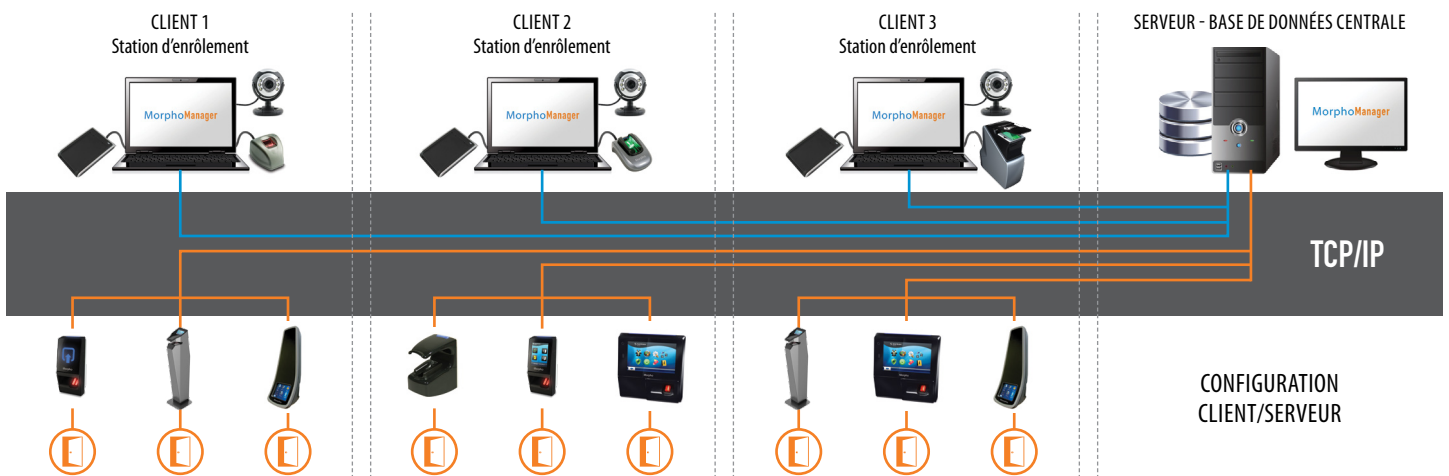 CLIENT 1
Station d’enrôlement
CLIENT 2
Station d’enrôlement
CLIENT 3
Station d’enrôlement
SERVEUR - BASE DE DONNÉES CENTRALE
MorphoManager
MorphoManager
MorphoManager
MorphoManager
TCP/IP
CONFIGURATION
CLIENT/SERVEUR